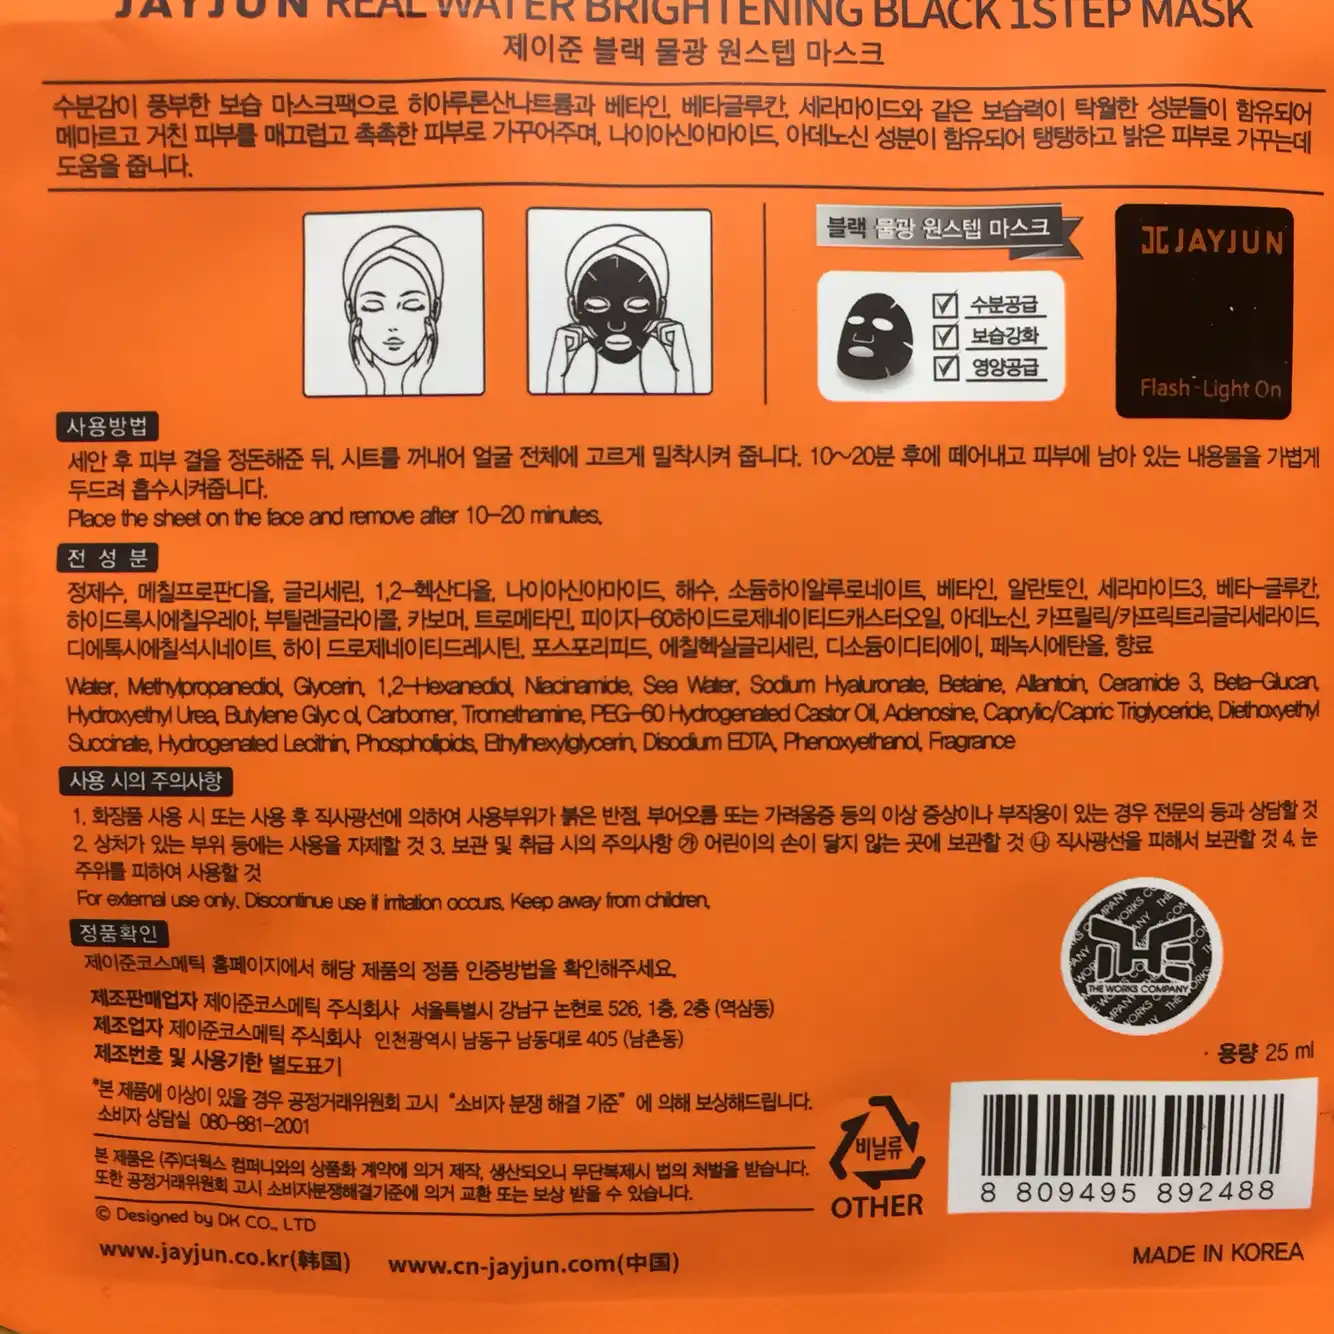 JAYJUN REAL WATER BRIGHTENING BLACK 1STEP MASK
제이준 블랙 물광 원스텝 마스크
수분감이 풍부한 보습 마스크팩으로 히아루론산나트륨과 베타인, 베타글루칸, 세라마이드와 같은 보습력이 탁월한 성분들이 함유되어
메마르고 거친 피부를 매끄럽고 촉촉한 피부로 가꾸어주며, 나이아신아마이드, 아데노신 성분이 함유되어 탱탱하고 밝은 피부로 가꾸는데
도움을 줍니다.
블랙 물광 원스텝 마스크
수분공급
보습강화
영양공급
JAYJUN
Flash-Light On
사용방법
세안 후 피부 결을 정돈해준 뒤, 시트를 꺼내어 얼굴 전체에 고르게 밀착시켜 줍니다. 10~20분 후에 떼어내고 피부에 남아 있는 내용물을 가볍게
두드려 흡수시켜줍니다.
Place the sheet on the face and remove after 10-20 minutes.
전 성 분
정제수, 메칠프로판디올, 글리세린, 1,2-헥산디올, 나이아신아마이드, 해수, 소듐하이알루로네이트, 베타인, 알란토인, 세라마이드3, 베타-글루칸,
하이드록시에칠우레아, 부틸렌글라이콜, 카보머, 트로메타민, 피이지-60하이드로제네이티드캐스터오일, 아데노신, 카프릴릭/카프릭트리글리세라이드,
디에톡시에칠석시네이트, 하이 드로제네이티드레시틴, 포스포리피드, 에칠헥실글리세린, 디소듐이디티에이, 페녹시에탄올, 향료
Water, Methylpropanediol, Glycerin, 1,2-Hexanediol, Niacinamide, Sea Water, Sodium Hyaluronate, Betaine, Allantoin, Ceramide 3, Beta-Glucan,
Hydroxyethyl Urea, Butylene Glyc ol, Carbomer, Tromethamine, PEG-60 Hydrogenated Castor Oil, Adenosine, Caprylic/Capric Triglyceride, Diethoxyethyl
Succinate, Hydrogenated Lecithin, Phospholipids, Ethylhexylglycerin, Disodium EDTA, Phenoxyethanol, Fragrance
사용 시의 주의사항
1. 화장품 사용 시 또는 사용 후 직사광선에 의하여 사용부위가 붉은 반점, 부어오름 또는 가려움증 등의 이상 증상이나 부작용이 있는 경우 전문의 등과 상담할 것
2. 상처가 있는 부위 등에는 사용을 자제할 것 3. 보관 및 취급 시의 주의사항 ㉮ 어린이의 손이 닿지 않는 곳에 보관할 것 ㉯ 직사광선을 피해서 보관할 것 4. 눈
주위를 피하여 사용할 것
For external use only. Discontinue use if irritation occurs. Keep away from children.
정품확인
제이준코스메틱 홈페이지에서 해당 제품의 정품 인증방법을 확인해주세요.
THE WORKS COMPANY
제조판매업자 제이준코스메틱 주식회사 서울특별시 강남구 논현로 526, 1층, 2층 (역삼동)
제조업자 제이준코스메틱 주식회사 인천광역시 남동구 남동대로 405 (남촌동)
제조번호 및 사용기한 별도표기
· 용량 25 ml
*본 제품에 이상이 있을 경우 공정거래위원회 고시 "소비자 분쟁 해결 기준" 에 의해 보상해드립니다.
소비자 상담실 080-881-2001
본 제품은 (주)더웍스 컴퍼니와의 상품화 계약에 의거 제작, 생산되오니 무단복제시 법의 처벌을 받습니다.
또한 공정거래위원회 고시 소비자분쟁해결기준에 의거 교환 또는 보상 받을 수 있습니다.
비닐류
OTHER
8 809495 892488
© Designed by DK CO., LTD
www.jayjun.co.kr(韩国) www.cn-jayjun.com(中国)
MADE IN KOREA